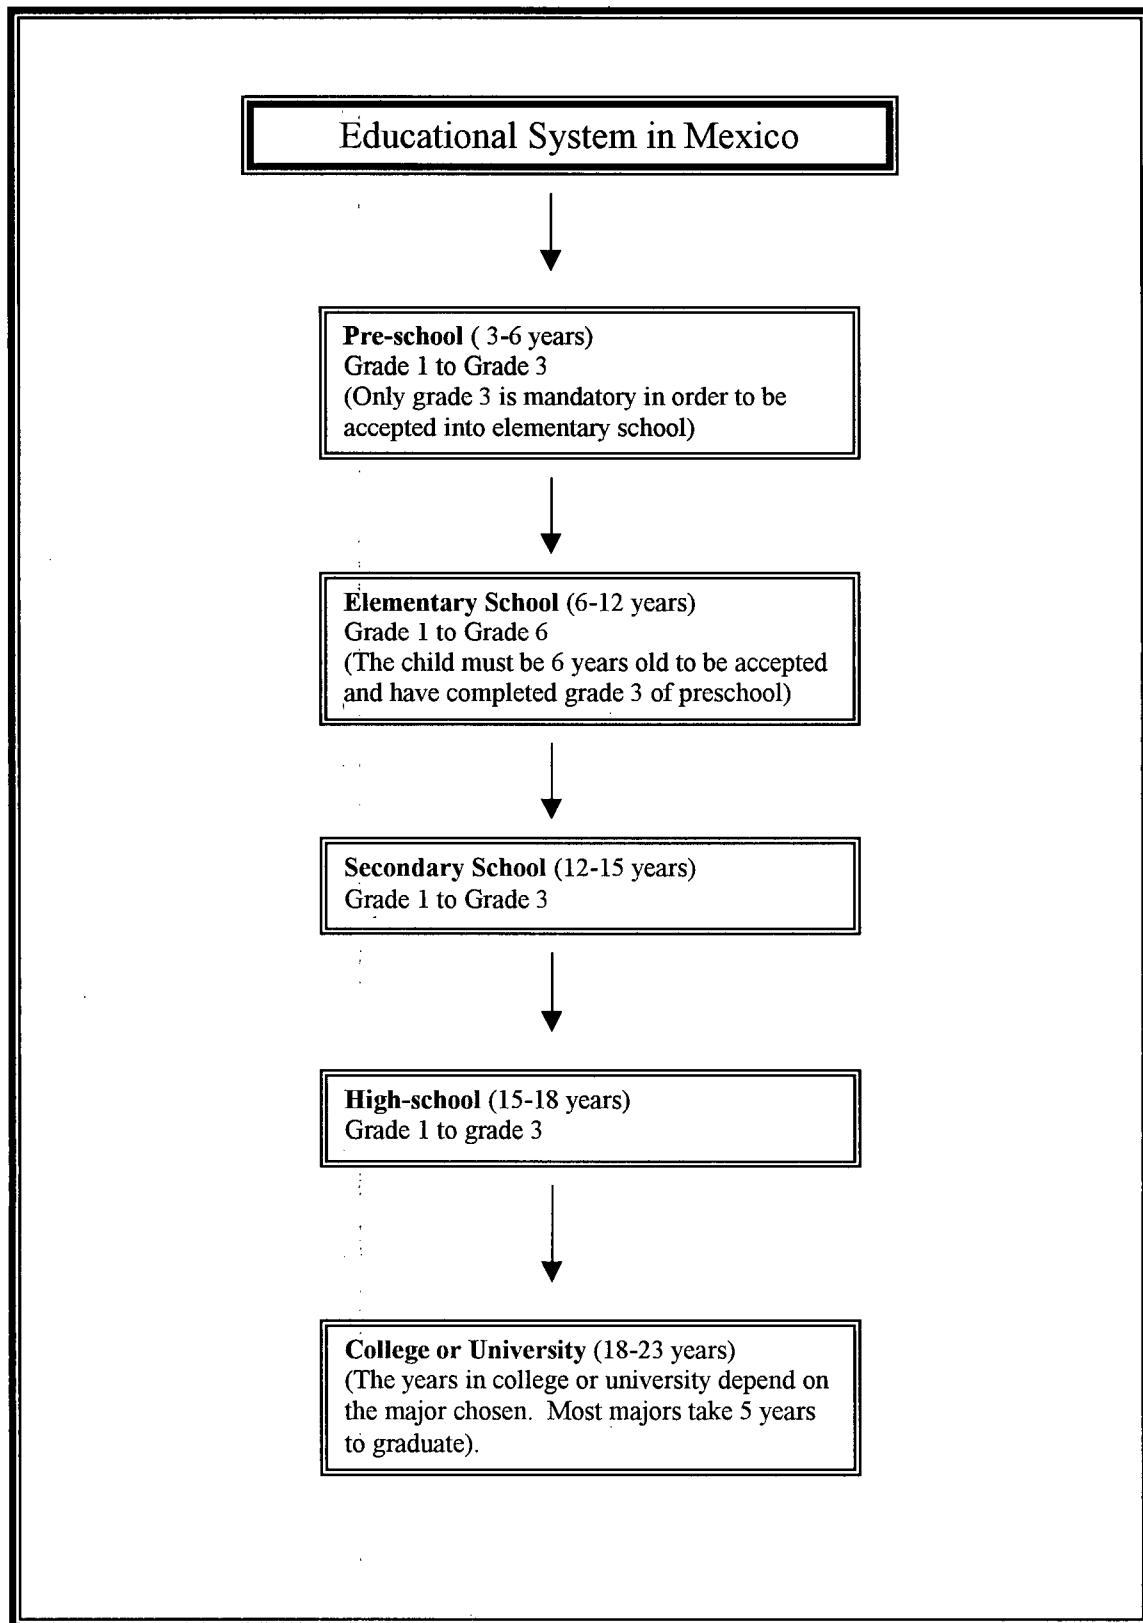 Educational System in Mexico
Pre-school ( 3-6 years)
Grade 1 to Grade 3
(Only grade 3 is mandatory in order to be
accepted into elementary school)
Elementary School (6-12 years)
Grade 1 to Grade 6
(The child must be 6 years old to be accepted
and have completed grade 3 of preschool)
Secondary School (12-15 years)
Grade 1 to Grade 3
High-school (15-18 years)
Grade 1 to grade 3
College or University (18-23 years)
(The years in college or university depend on
the major chosen. Most majors take 5 years
to graduate).